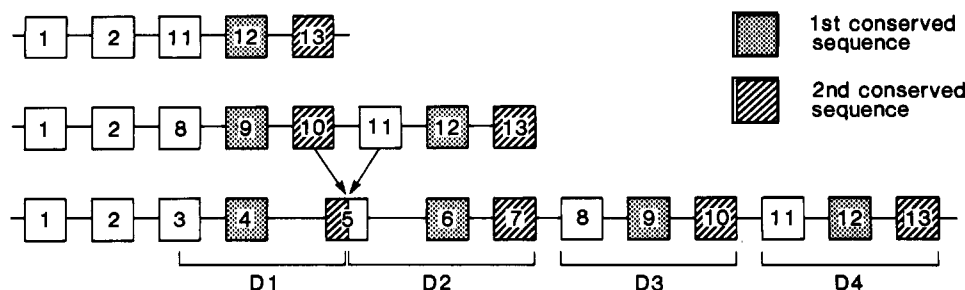 1 2 11 12 13
1st conserved
sequence
2nd conserved
sequence
1 2 8 9 10 11 12 13
1 2 3 4 5 6 7 8 9 10 11 12 13
D1 D2 D3 D4